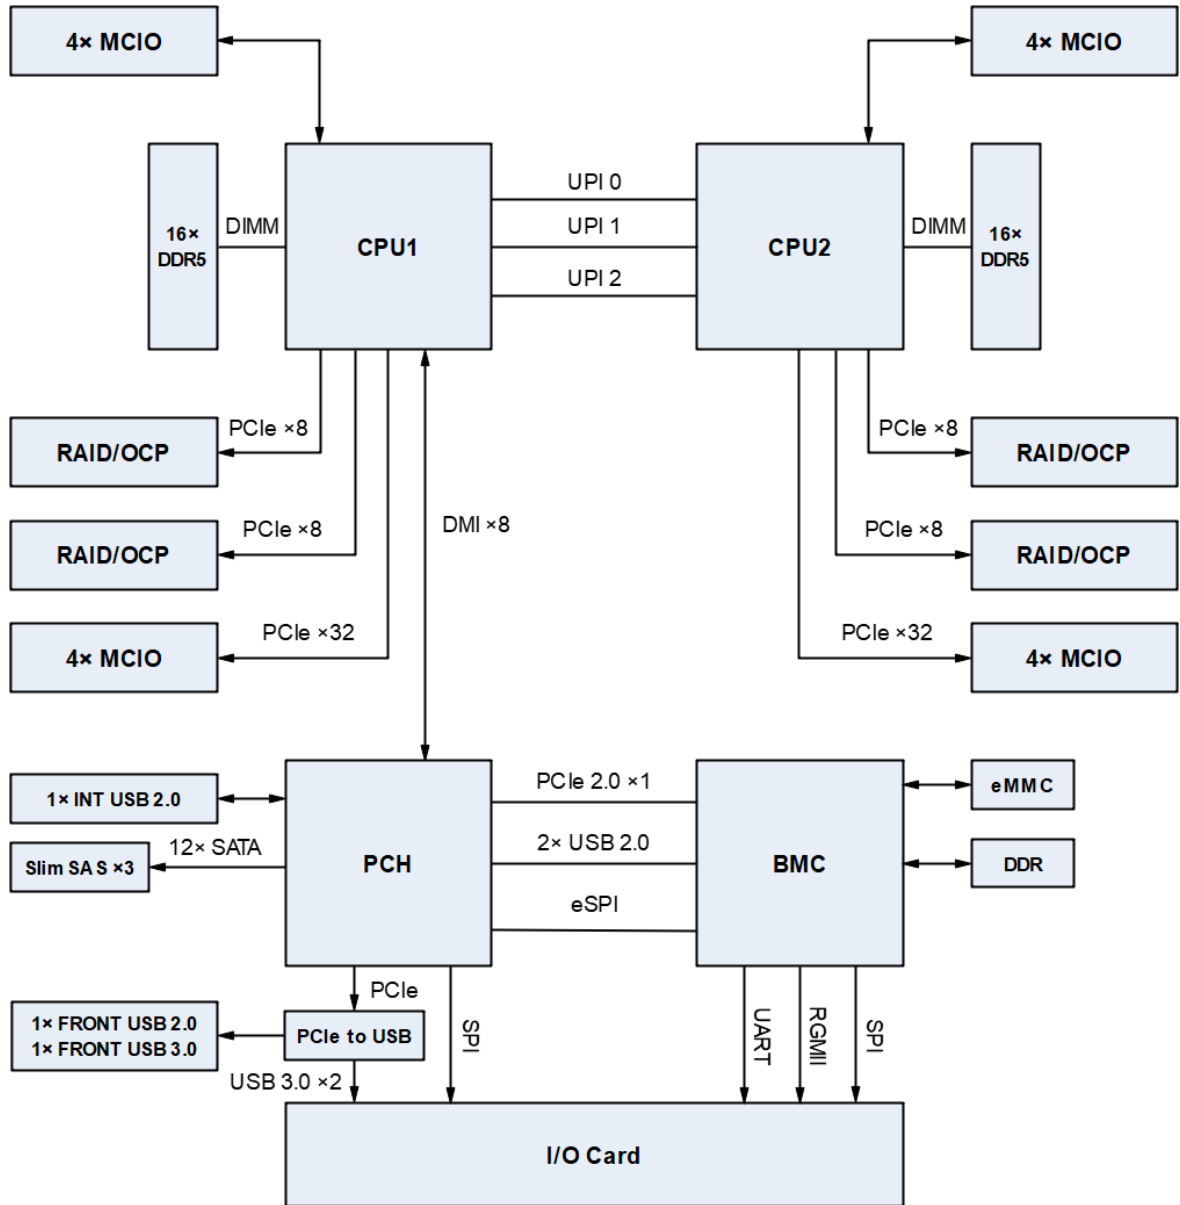 4× MCIO
4× MCIO
16×
DDR5
DIMM
CPU1
UPI 0
UPI 1
UPI 2
CPU2
DIMM
16×
DDR5
PCIe ×8
RAID/OCP
PCIe ×8
RAID/OCP
PCIe ×8
RAID/OCP
DMI ×8
PCIe ×8
RAID/OCP
PCIe ×32
4× MCIO
PCIe ×32
4× MCIO
1× INT USB 2.0
12× SATA
Slim SAS ×3
PCH
PCIe 2.0 ×1
2× USB 2.0
eSPI
BMC
eMMC
DDR
PCIe
1× FRONT USB 2.0
1× FRONT USB 3.0
PCIe to USB
USB 3.0 ×2
SPI
UART
RGMII
SPI
I/O Card